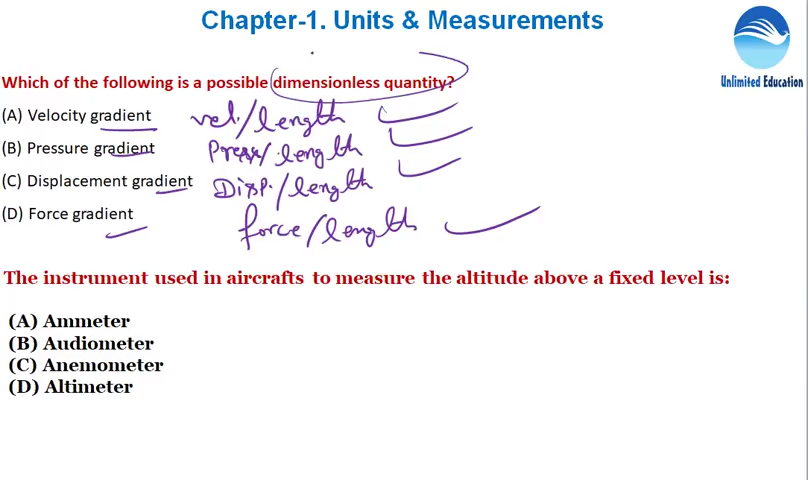 Chapter-1. Units & Measurements
Unlimited Education
Which of the following is a possible dimensionless quantity?
(A) Velocity gradient vel./length
(B) Pressure gradient Press/length
(C) Displacement gradient Disp./length
(D) Force gradient force/length
The instrument used in aircrafts to measure the altitude above a fixed level is:
(A) Ammeter
(B) Audiometer
(C) Anemometer
(D) Altimeter